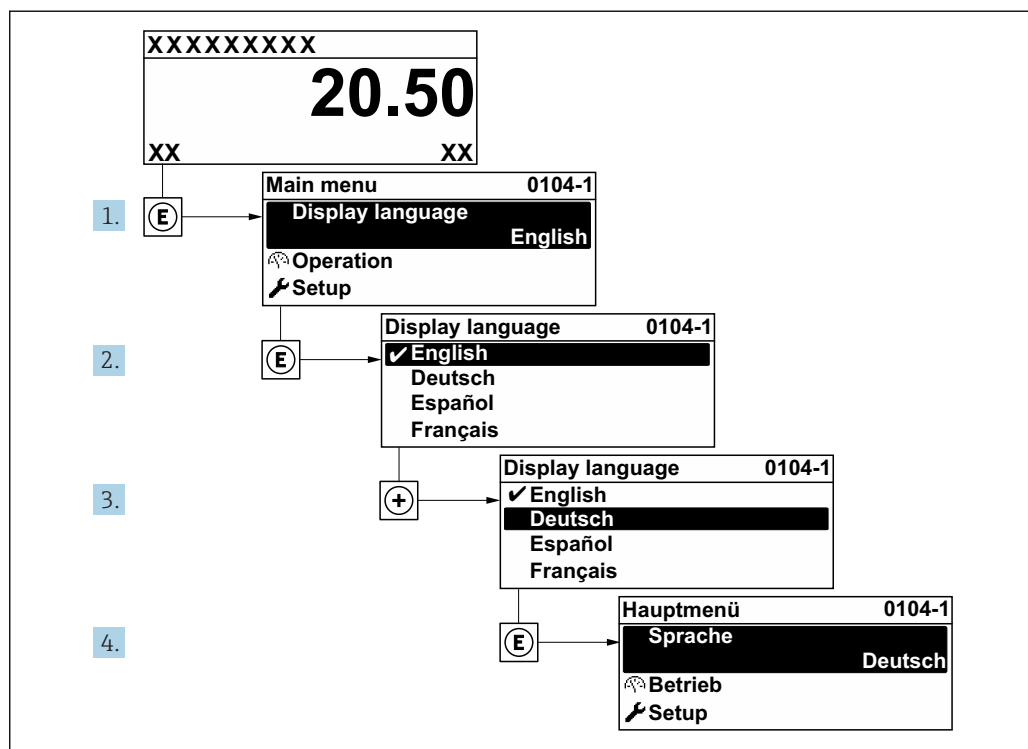 XXXXXXXXX
20.50
XX XX
1.
E
Main menu 0104-1
Display language
English
Operation
Setup
2.
E
Display language 0104-1
✔English
Deutsch
Español
Français
3.
+
Display language 0104-1
✔English
Deutsch
Español
Français
4.
E
Hauptmenü 0104-1
Sprache
Deutsch
Betrieb
Setup